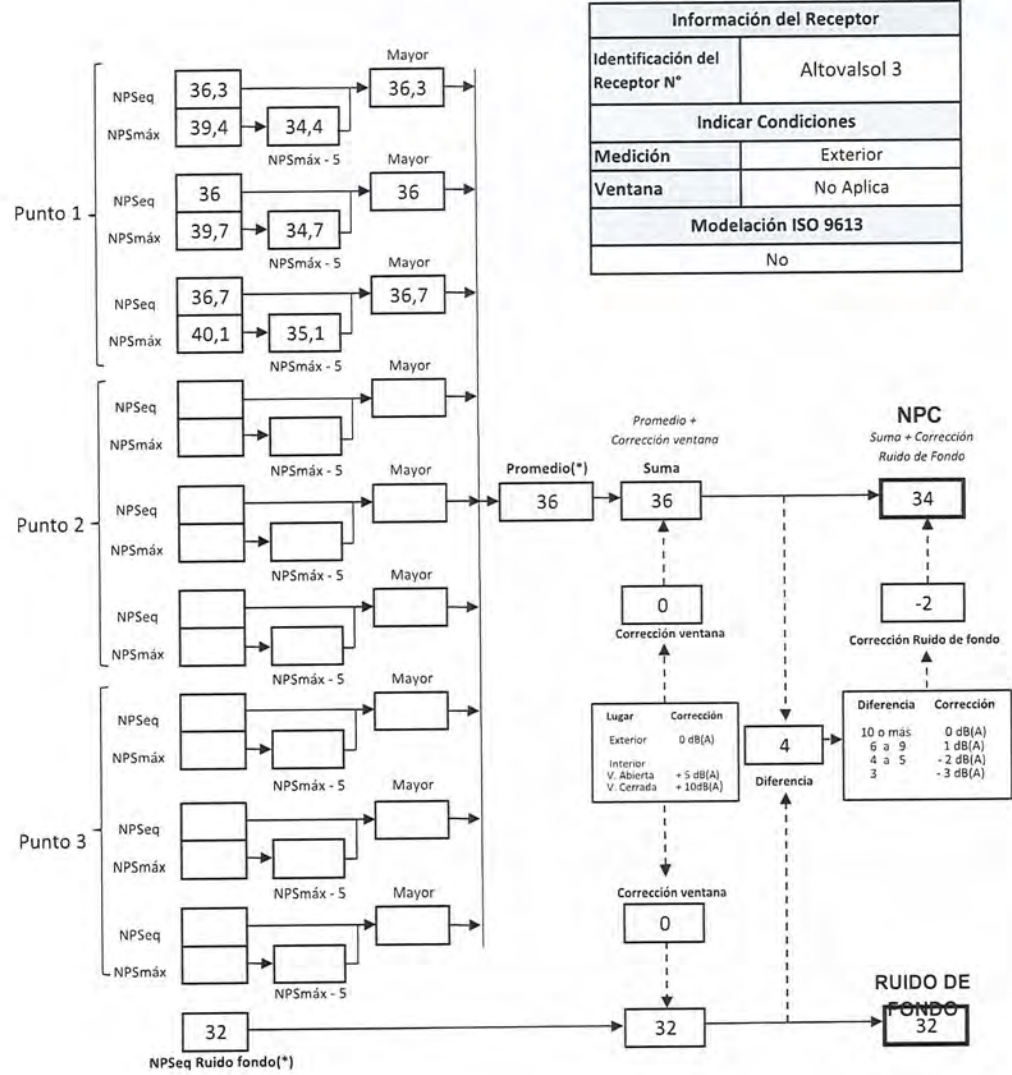 Información del Receptor
Identificación del Receptor N° Altovalsol 3
Indicar Condiciones
Medición Exterior
Ventana No Aplica
Modelación ISO 9613
No
Punto 1
Mayor
NPSeq 36,3 36,3
NPSmáx 39,4 34,4
NPSmáx - 5
Mayor
NPSeq 36 36
NPSmáx 39,7 34,7
NPSmáx - 5
Mayor
NPSeq 36,7 36,7
NPSmáx 40,1 35,1
NPSmáx - 5
Punto 2
Mayor
NPSeq
NPSmáx
NPSmáx - 5
Mayor
NPSeq
NPSmáx
NPSmáx - 5
Mayor
NPSeq
NPSmáx
NPSmáx - 5
Punto 3
Mayor
NPSeq
NPSmáx
NPSmáx - 5
Mayor
NPSeq
NPSmáx
NPSmáx - 5
Mayor
NPSeq
NPSmáx
NPSmáx - 5
Promedio(*)
36
Promedio +
Corrección ventana
Suma
36
NPC
Suma + Corrección
Ruido de Fondo
34
0
Corrección ventana
-2
Corrección Ruido de fondo
Lugar Corrección
Exterior 0 dB(A)
Interior
V. Abierta + 5 dB(A)
V. Cerrada + 10dB(A)
4
Diferencia
Diferencia Corrección
10 o más 0 dB(A)
6 a 9 1 dB(A)
4 a 5 - 2 dB(A)
3 - 3 dB(A)
Corrección ventana
0
32
NPSeq Ruido fondo(*)
32
RUIDO DE
FONDO
32